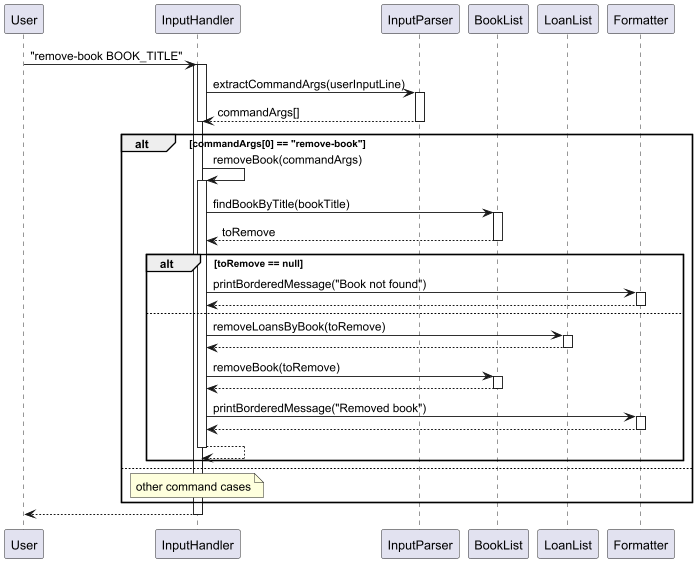 User InputHandler InputParser BookList LoanList Formatter
"remove-book BOOK_TITLE"
extractCommandArgs(userInputLine)
commandArgs[]
alt [commandArgs[0] == "remove-book"]
removeBook(commandArgs)
findBookByTitle(bookTitle)
toRemove
alt [toRemove == null]
printBorderedMessage("Book not found")
removeLoansByBook(toRemove)
removeBook(toRemove)
printBorderedMessage("Removed book")
other command cases
User InputHandler InputParser BookList LoanList Formatter